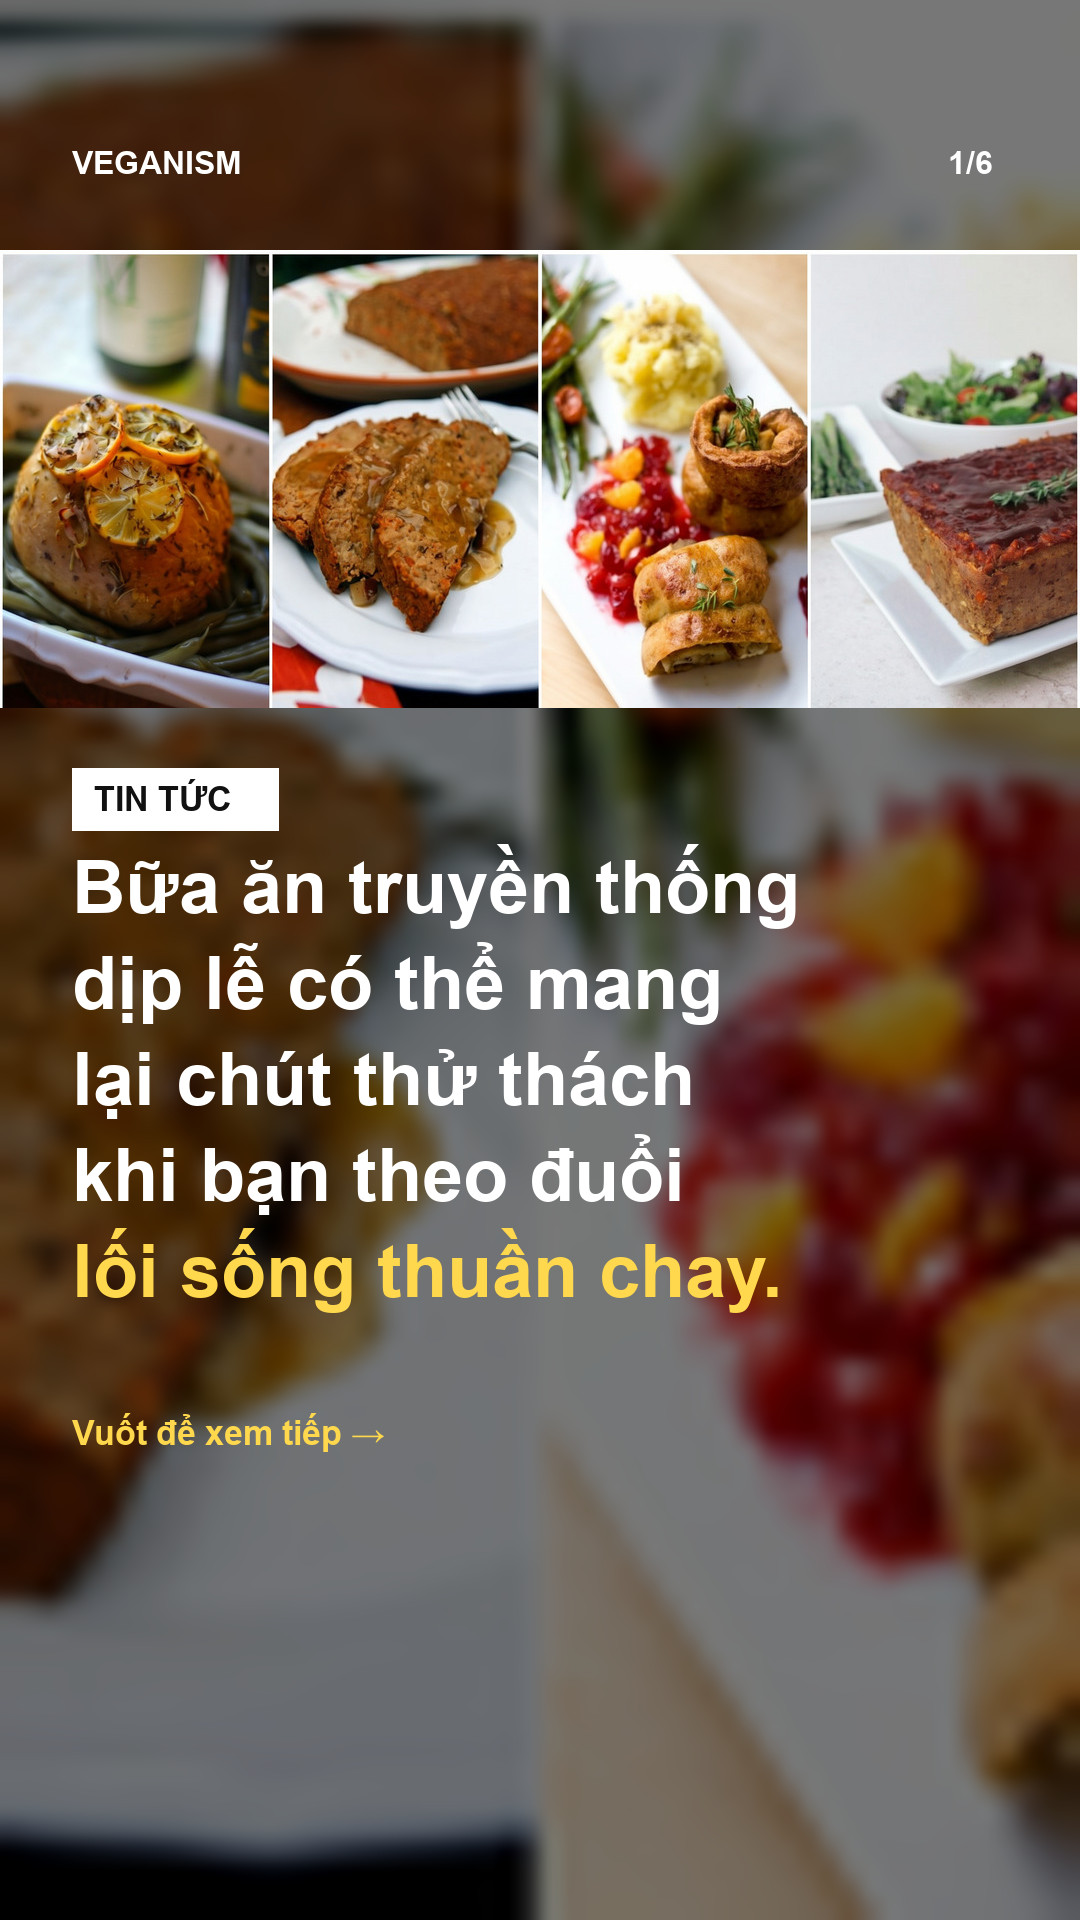 VEGANISM
1/6
TIN TỨC
Bữa ăn truyền thống
dịp lễ có thể mang
lại chút thử thách
khi bạn theo đuổi
lối sống thuần chay.
Vuốt để xem tiếp →